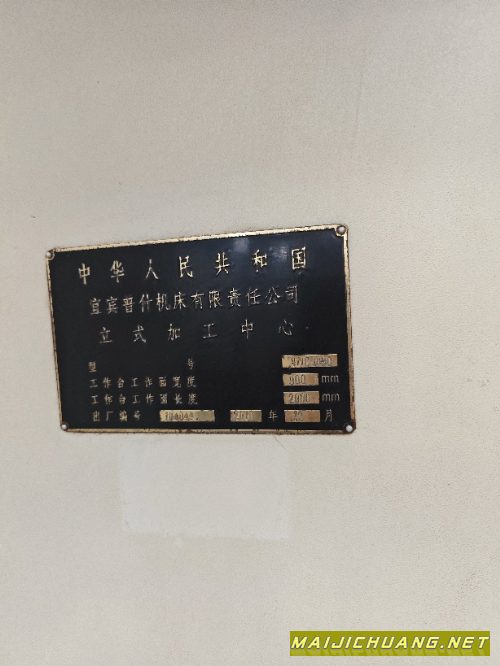 中华人民共和国
宜宾普什机床有限责任公司
立式加工中心
型 号
工作台工作面宽度 mm
工作台工作面长度 2000 mm
出厂编号 年 月
MAIJICHUANG.NET